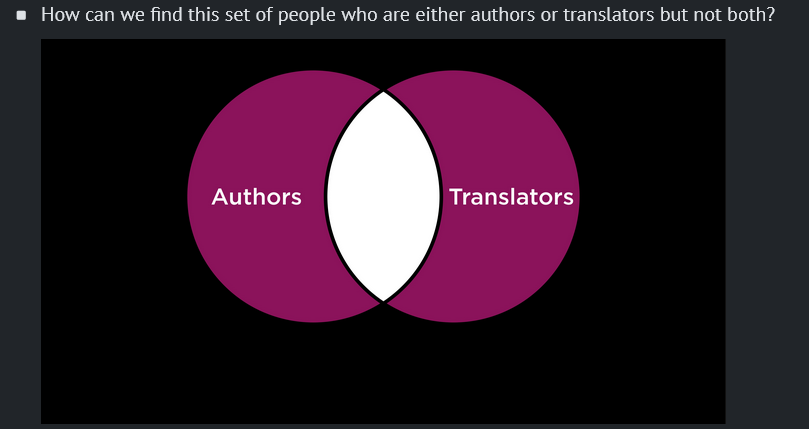 How can we find this set of people who are either authors or translators but not both?
Authors
Translators